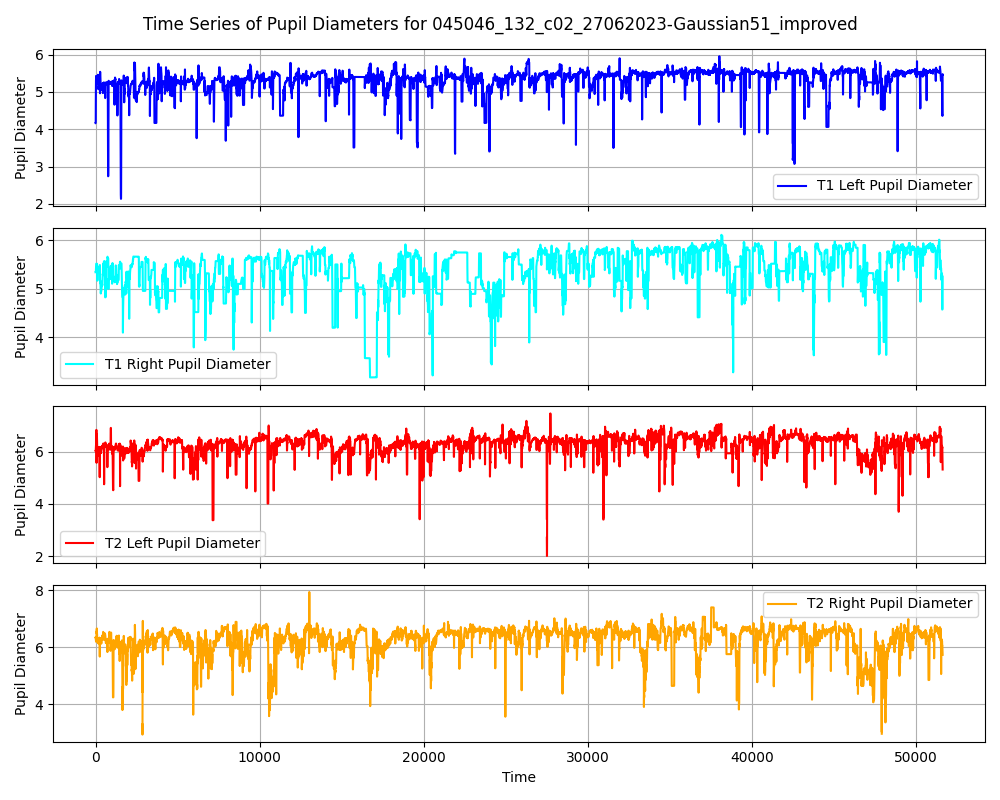 Time Series of Pupil Diameters for 045046_132_c02_27062023-Gaussian51_improved
6
5
4
3
2
Pupil Diameter
T1 Left Pupil Diameter
6
5
4
Pupil Diameter
T1 Right Pupil Diameter
6
4
2
Pupil Diameter
T2 Left Pupil Diameter
8
6
4
Pupil Diameter
T2 Right Pupil Diameter
0 10000 20000 30000 40000 50000
Time